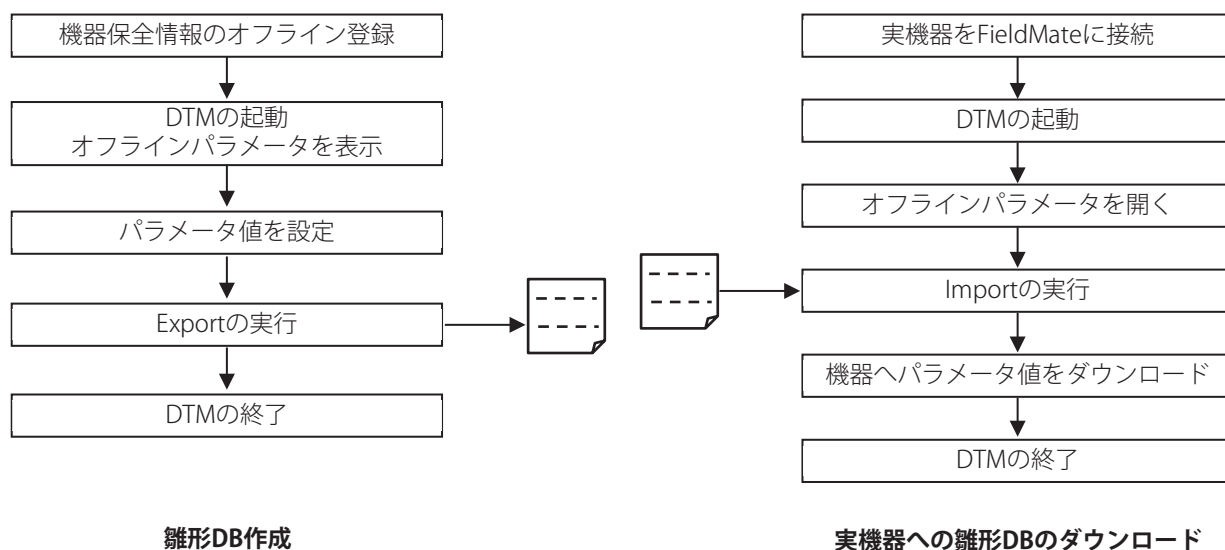 機器保全情報のオフライン登録
DTMの起動
オフラインパラメータを表示
パラメータ値を設定
Exportの実行
DTMの終了
雛形DB作成
実機器をFieldMateに接続
DTMの起動
オフラインパラメータを開く
Importの実行
機器へパラメータ値をダウンロード
DTMの終了
実機器への雛形DBのダウンロード